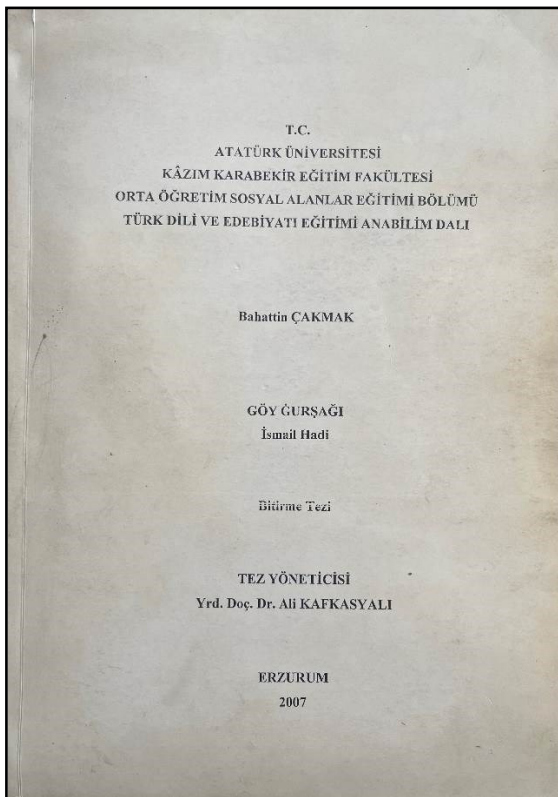 T.C.
ATATÜRK ÜNİVERSİTESİ
KÂZIM KARABEKİR EĞİTİM FAKÜLTESİ
ORTA ÖĞRETİM SOSYAL ALANLAR EĞİTİMİ BÖLÜMÜ
TÜRK DİLİ VE EDEBİYATI EĞİTİMİ ANABİLİM DALI
Bahattin ÇAKMAK
GÖY ĠURŞAĞI
İsmail Hadi
Bitirme Tezi
TEZ YÖNETİCİSİ
Yrd. Doç. Dr. Ali KAFKASYALI
ERZURUM
2007